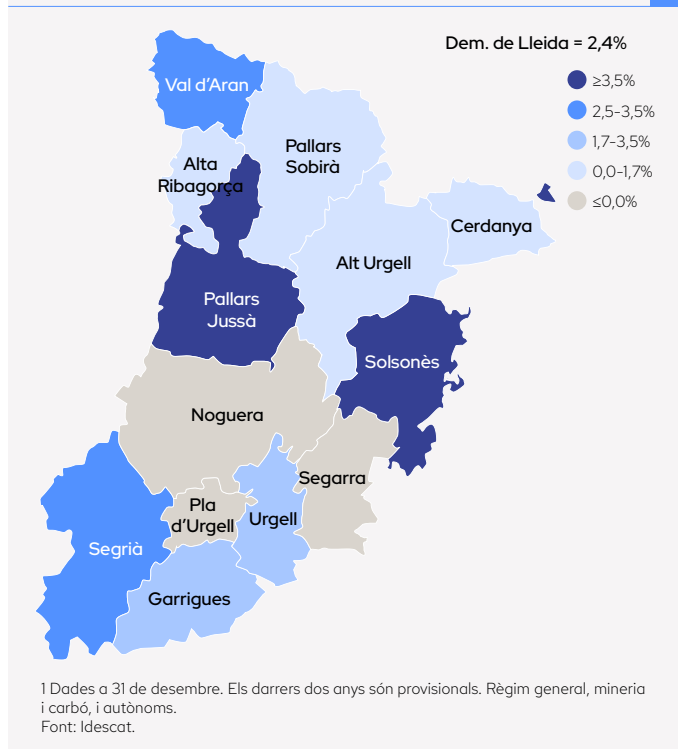 Dem. de Lleida = 2,4%
≥3,5%
2,5-3,5%
1,7-3,5%
0,0-1,7%
≤0,0%
Val d'Aran
Pallars
Sobirà
Alta
Ribagorça
Cerdanya
Alt Urgell
Pallars
Jussà
Solsonès
Noguera
Segarra
Pla
d'Urgell
Urgell
Segrià
Garrigues
1 Dades a 31 de desembre. Els darrers dos anys són provisionals. Règim general, mineria
i carbó, i autònoms.
Font: Idescat.